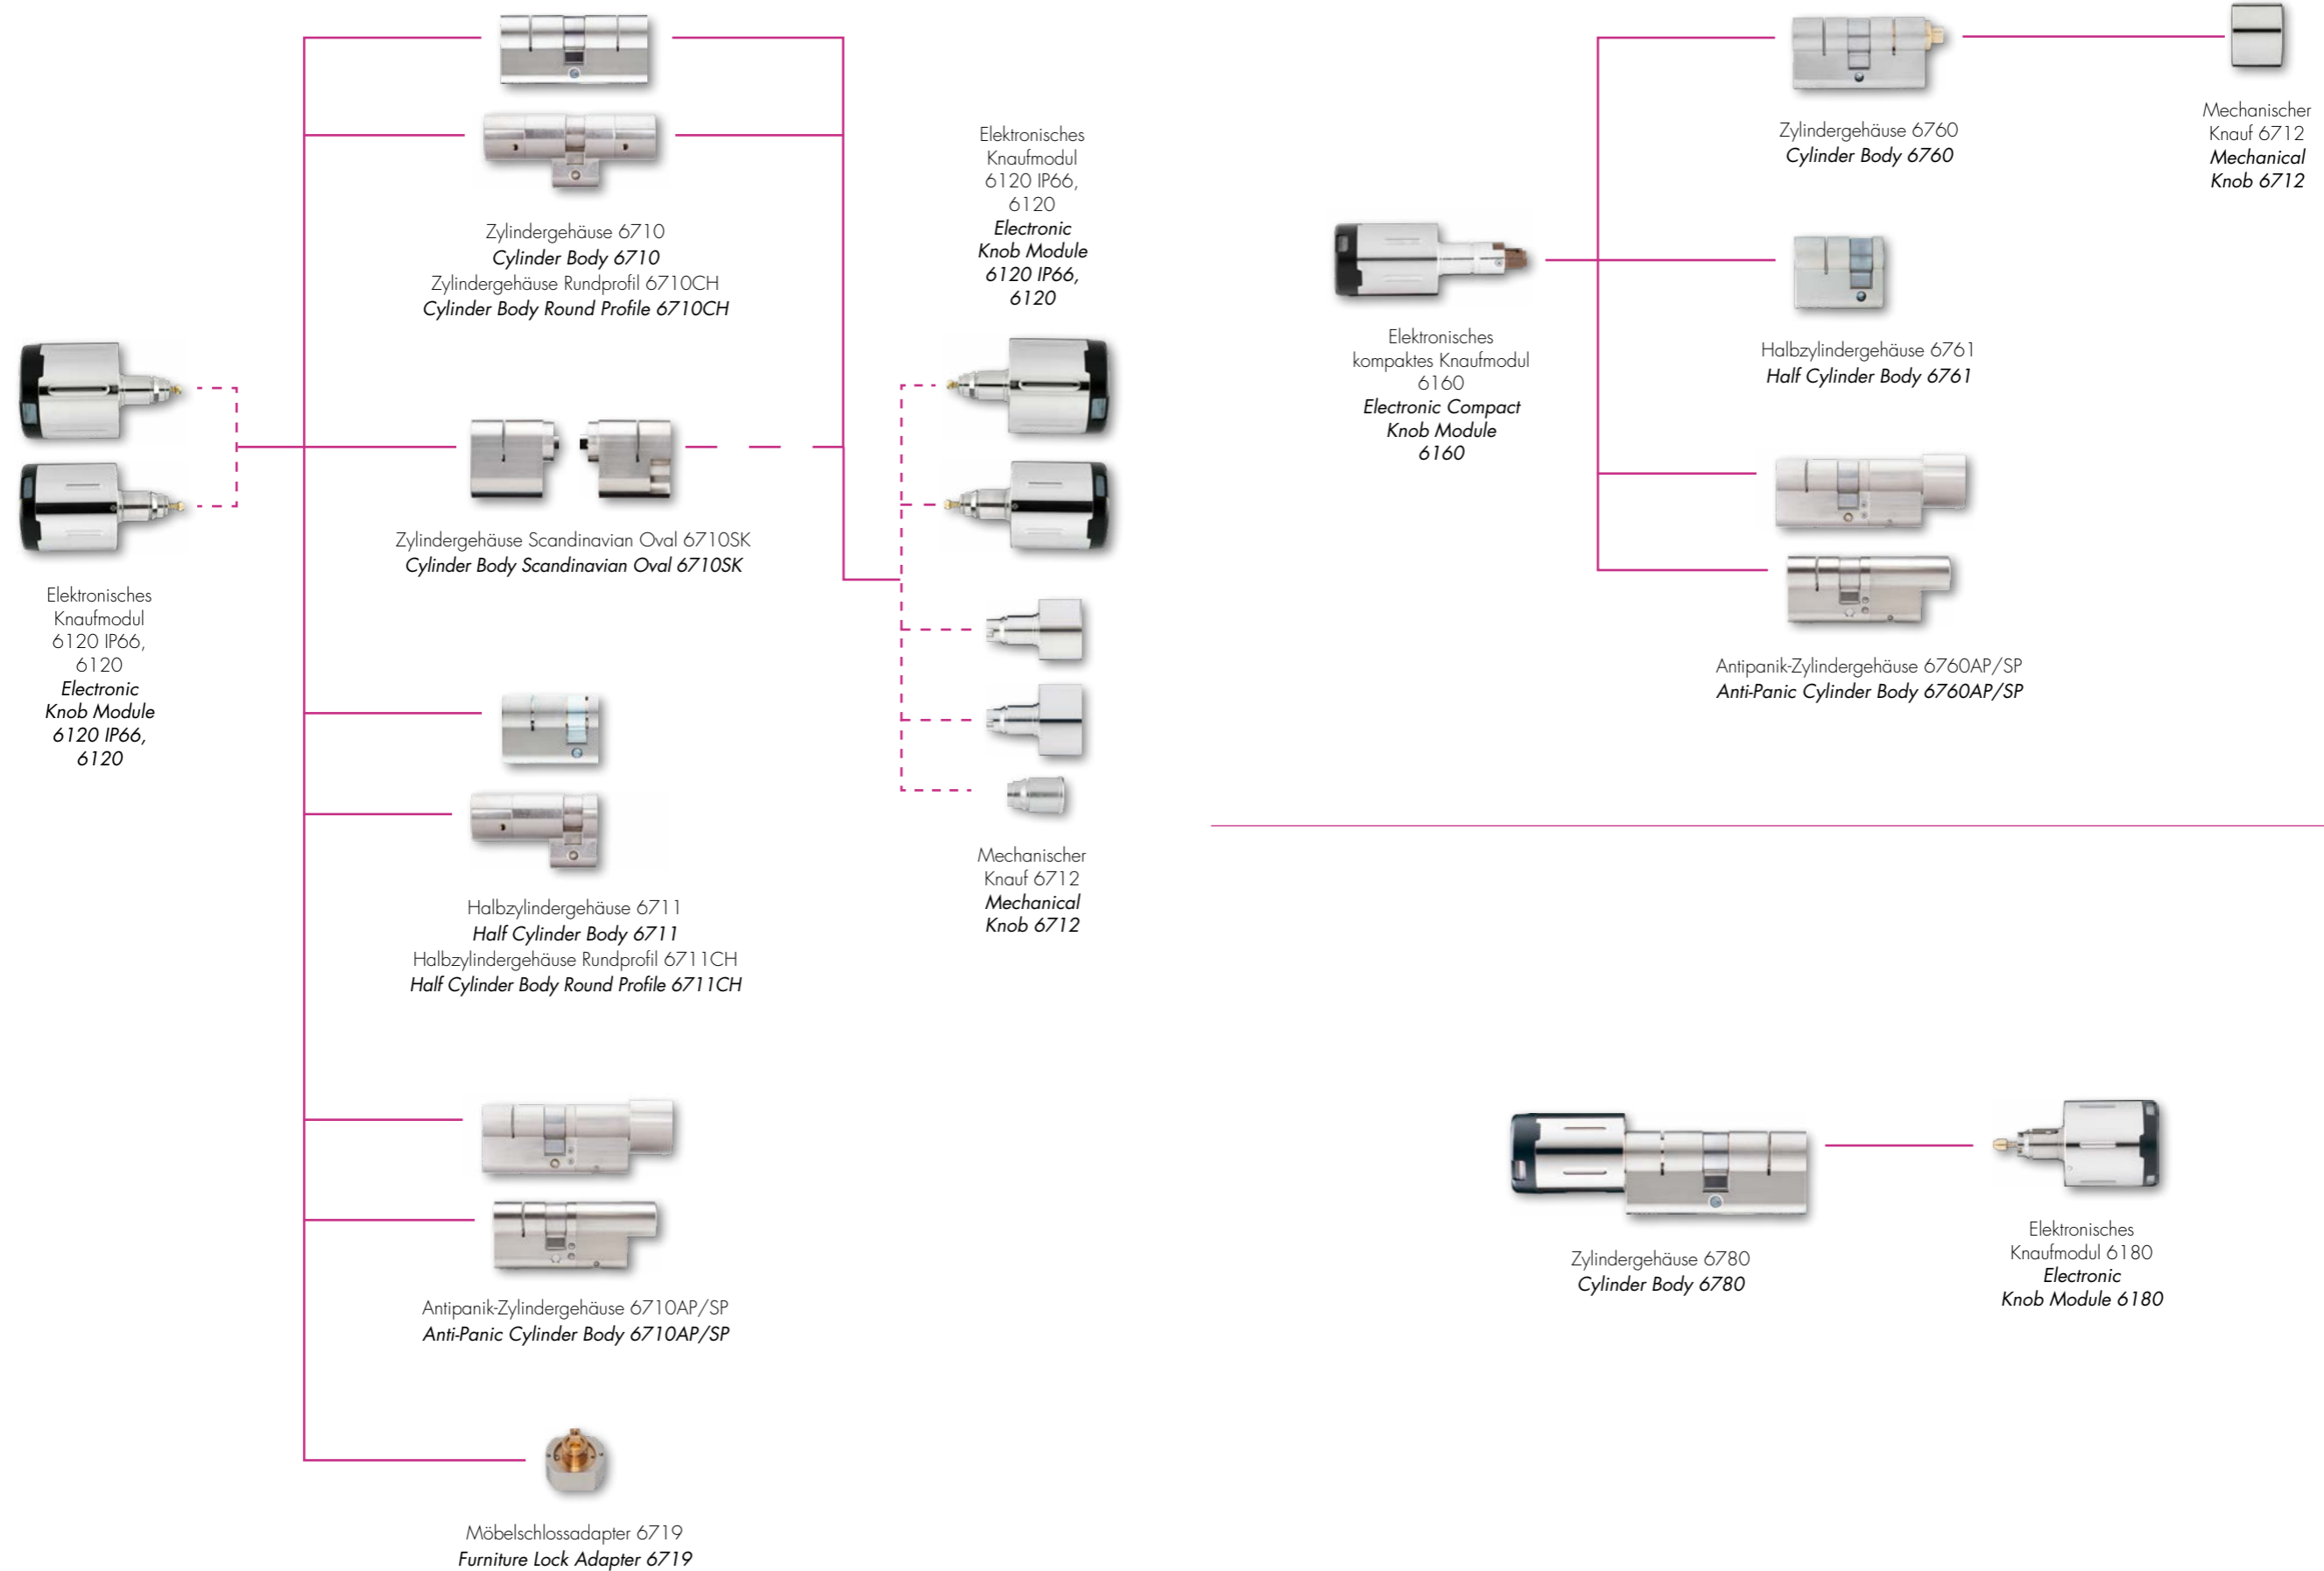 Zylindergehäuse 6710
Cylinder Body 6710
Zylindergehäuse Rundprofil 6710CH
Cylinder Body Round Profile 6710CH
Elektronisches
Knaufmodul
6120 IP66,
6120
Electronic
Knob Module
6120 IP66,
6120
Zylindergehäuse Scandinavian Oval 6710SK
Cylinder Body Scandinavian Oval 6710SK
Elektronisches
Knaufmodul
6120 IP66,
6120
Electronic
Knob Module
6120 IP66,
6120
Halbzylindergehäuse 6711
Half Cylinder Body 6711
Halbzylindergehäuse Rundprofil 6711CH
Half Cylinder Body Round Profile 6711CH
Mechanischer
Knauf 6712
Mechanical
Knob 6712
Antipanik-Zylindergehäuse 6710AP/SP
Anti-Panic Cylinder Body 6710AP/SP
Möbelschlossadapter 6719
Furniture Lock Adapter 6719
Zylindergehäuse 6760
Cylinder Body 6760
Mechanischer
Knauf 6712
Mechanical
Knob 6712
Elektronisches
kompaktes Knaufmodul
6160
Electronic Compact
Knob Module
6160
Halbzylindergehäuse 6761
Half Cylinder Body 6761
Antipanik-Zylindergehäuse 6760AP/SP
Anti-Panic Cylinder Body 6760AP/SP
Zylindergehäuse 6780
Cylinder Body 6780
Elektronisches
Knaufmodul 6180
Electronic
Knob Module 6180